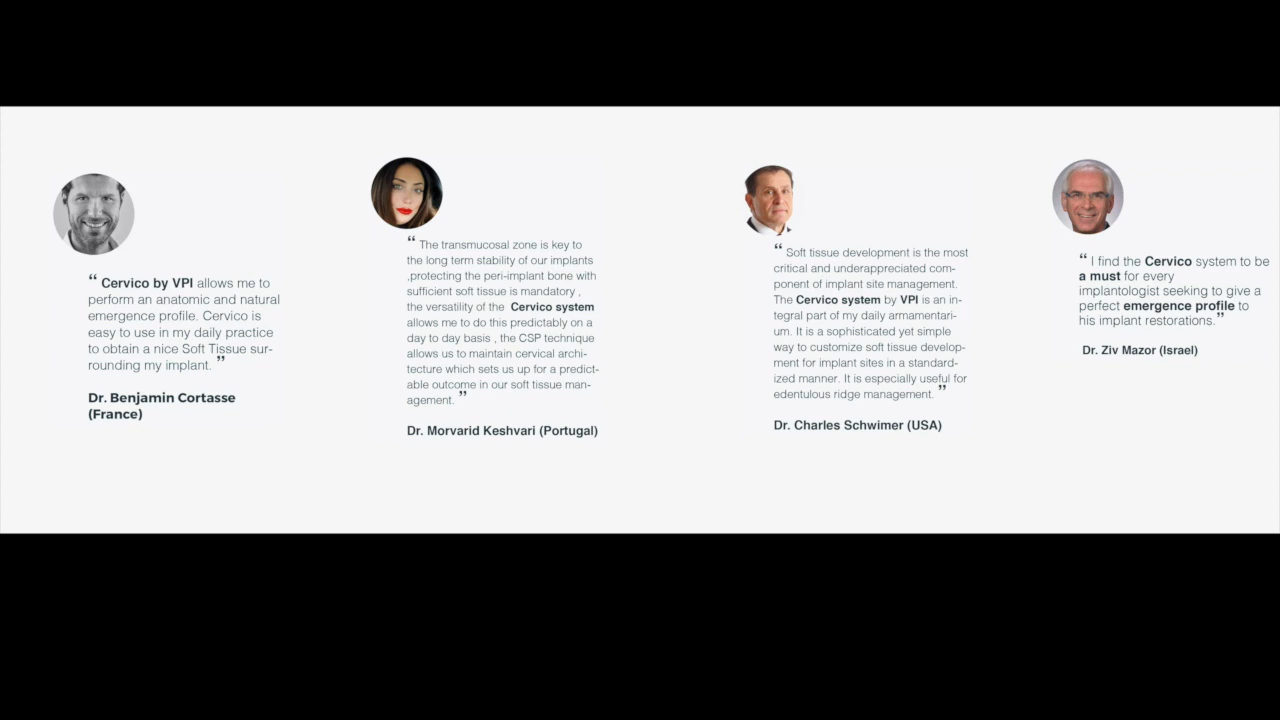 “ Cervico by VPI allows me to
perform an anatomic and natural
emergence profile. Cervico is
easy to use in my daily practice
to obtain a nice Soft Tissue sur-
rounding my implant. ”
Dr. Benjamin Cortasse
(France)
“ The transmucosal zone is key to
the long term stability of our implants
,protecting the peri-implant bone with
sufficient soft tissue is mandatory ,
the versatility of the Cervico system
allows me to do this predictably on a
day to day basis , the CSP technique
allows us to maintain cervical archi-
tecture which sets us up for a predict-
able outcome in our soft tissue man-
agement. ”
Dr. Morvarid Keshvari (Portugal)
“ Soft tissue development is the most
critical and underappreciated com-
ponent of implant site management.
The Cervico system by VPI is an in-
tegral part of my daily armamentari-
um. It is a sophisticated yet simple
way to customize soft tissue develop-
ment for implant sites in a standard-
ized manner. It is especially useful for
edentulous ridge management. ”
Dr. Charles Schwimer (USA)
“ I find the Cervico system to be
a must for every
implantologist seeking to give a
perfect emergence profile to
his implant restorations.”
Dr. Ziv Mazor (Israel)